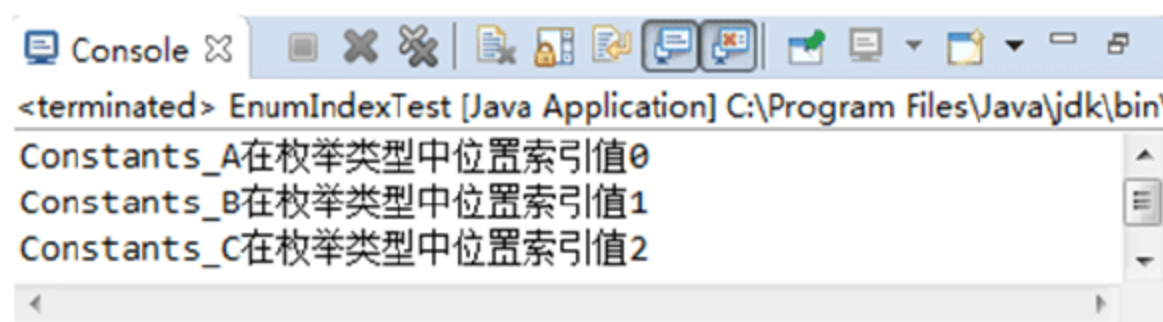 Console
<terminated> EnumIndexTest [Java Application] C:\Program Files\Java\jdk\bin\
Constants_A在枚举类型中位置索引值0
Constants_B在枚举类型中位置索引值1
Constants_C在枚举类型中位置索引值2